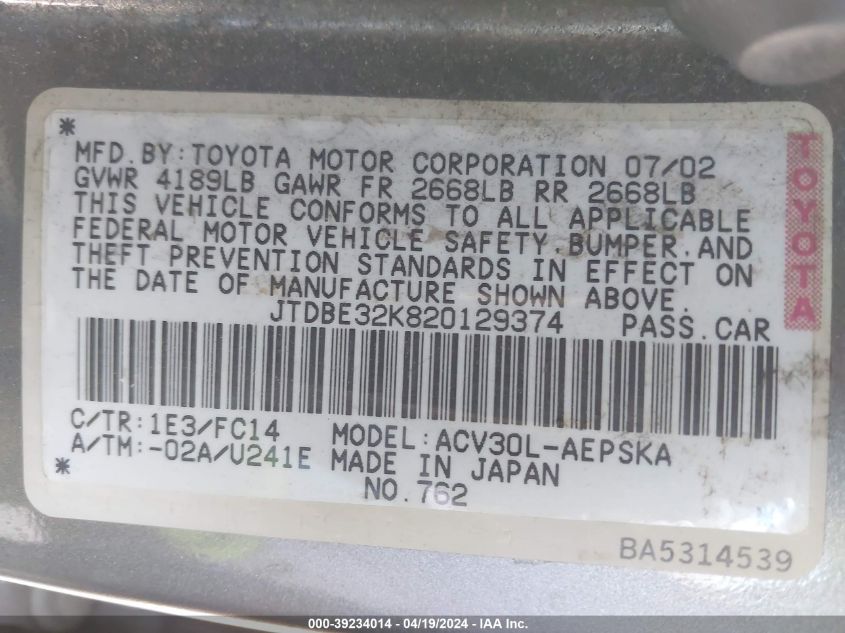 MFD.BY:TOYOTA MOTOR CORPORATION 07/02
GVWR 4189LB GAWR FR 2668LB RR 2668LB
THIS VEHICLE CONFORMS TO ALL APPLICABLE
FEDERAL MOTOR VEHICLE SAFETY,BUMPER,AND
THEFT PREVENTION STANDARDS IN EFFECT ON
THE DATE OF MANUFACTURE SHOWN ABOVE.
JTDBE32K820129374 PASS.CAR
TOYOTA
C/TR:1E3/FC14 MODEL:ACV30L-AEPSKA
A/TM:-02A/U241E MADE IN JAPAN
NO.762
BA5314539
000-39234014 - 04/19/2024 - IAA Inc.